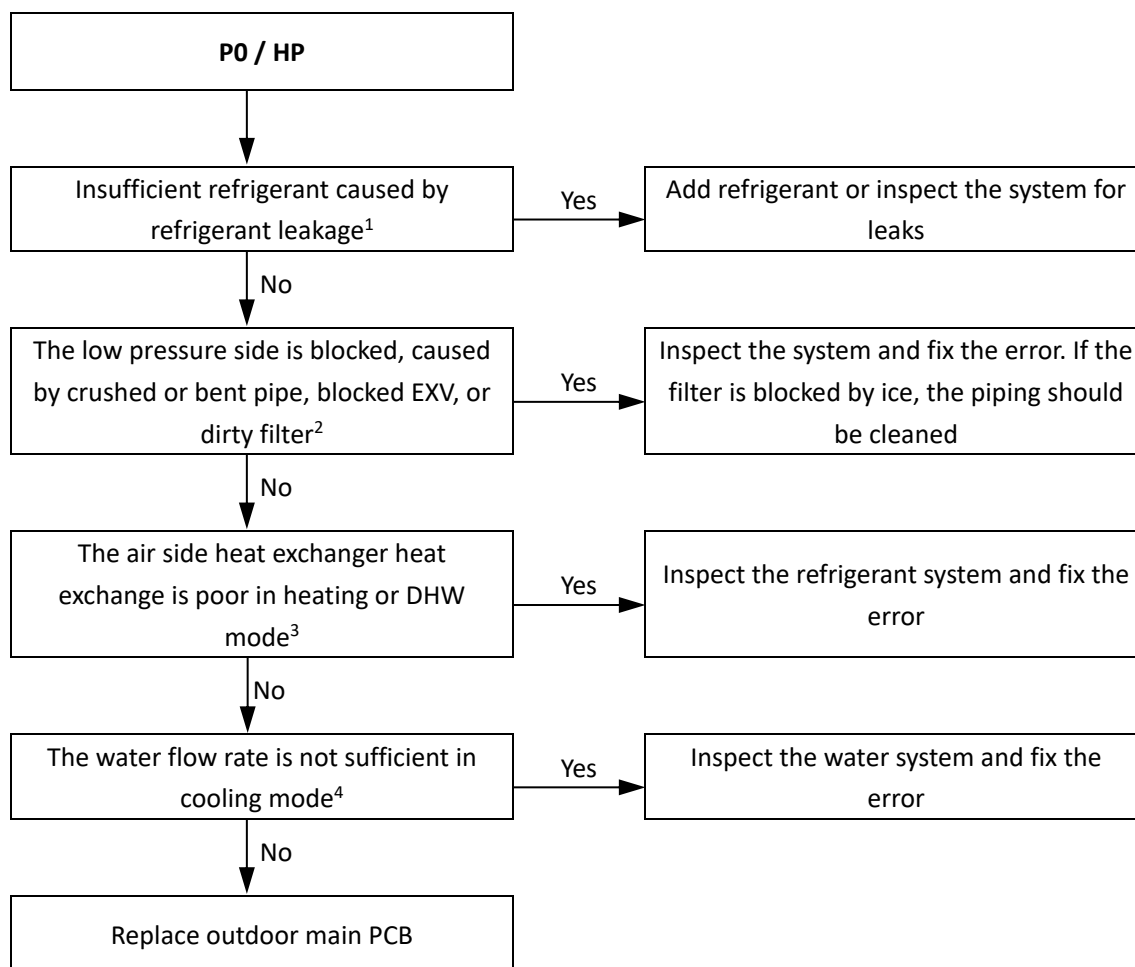 P0 / HP
Insufficient refrigerant caused by
refrigerant leakage¹
Yes
Add refrigerant or inspect the system for
leaks
No
The low pressure side is blocked, caused
by crushed or bent pipe, blocked EXV, or
dirty filter²
Yes
Inspect the system and fix the error. If the
filter is blocked by ice, the piping should
be cleaned
No
The air side heat exchanger heat
exchange is poor in heating or DHW
mode³
Yes
Inspect the refrigerant system and fix the
error
No
The water flow rate is not sufficient in
cooling mode⁴
Yes
Inspect the water system and fix the
error
No
Replace outdoor main PCB